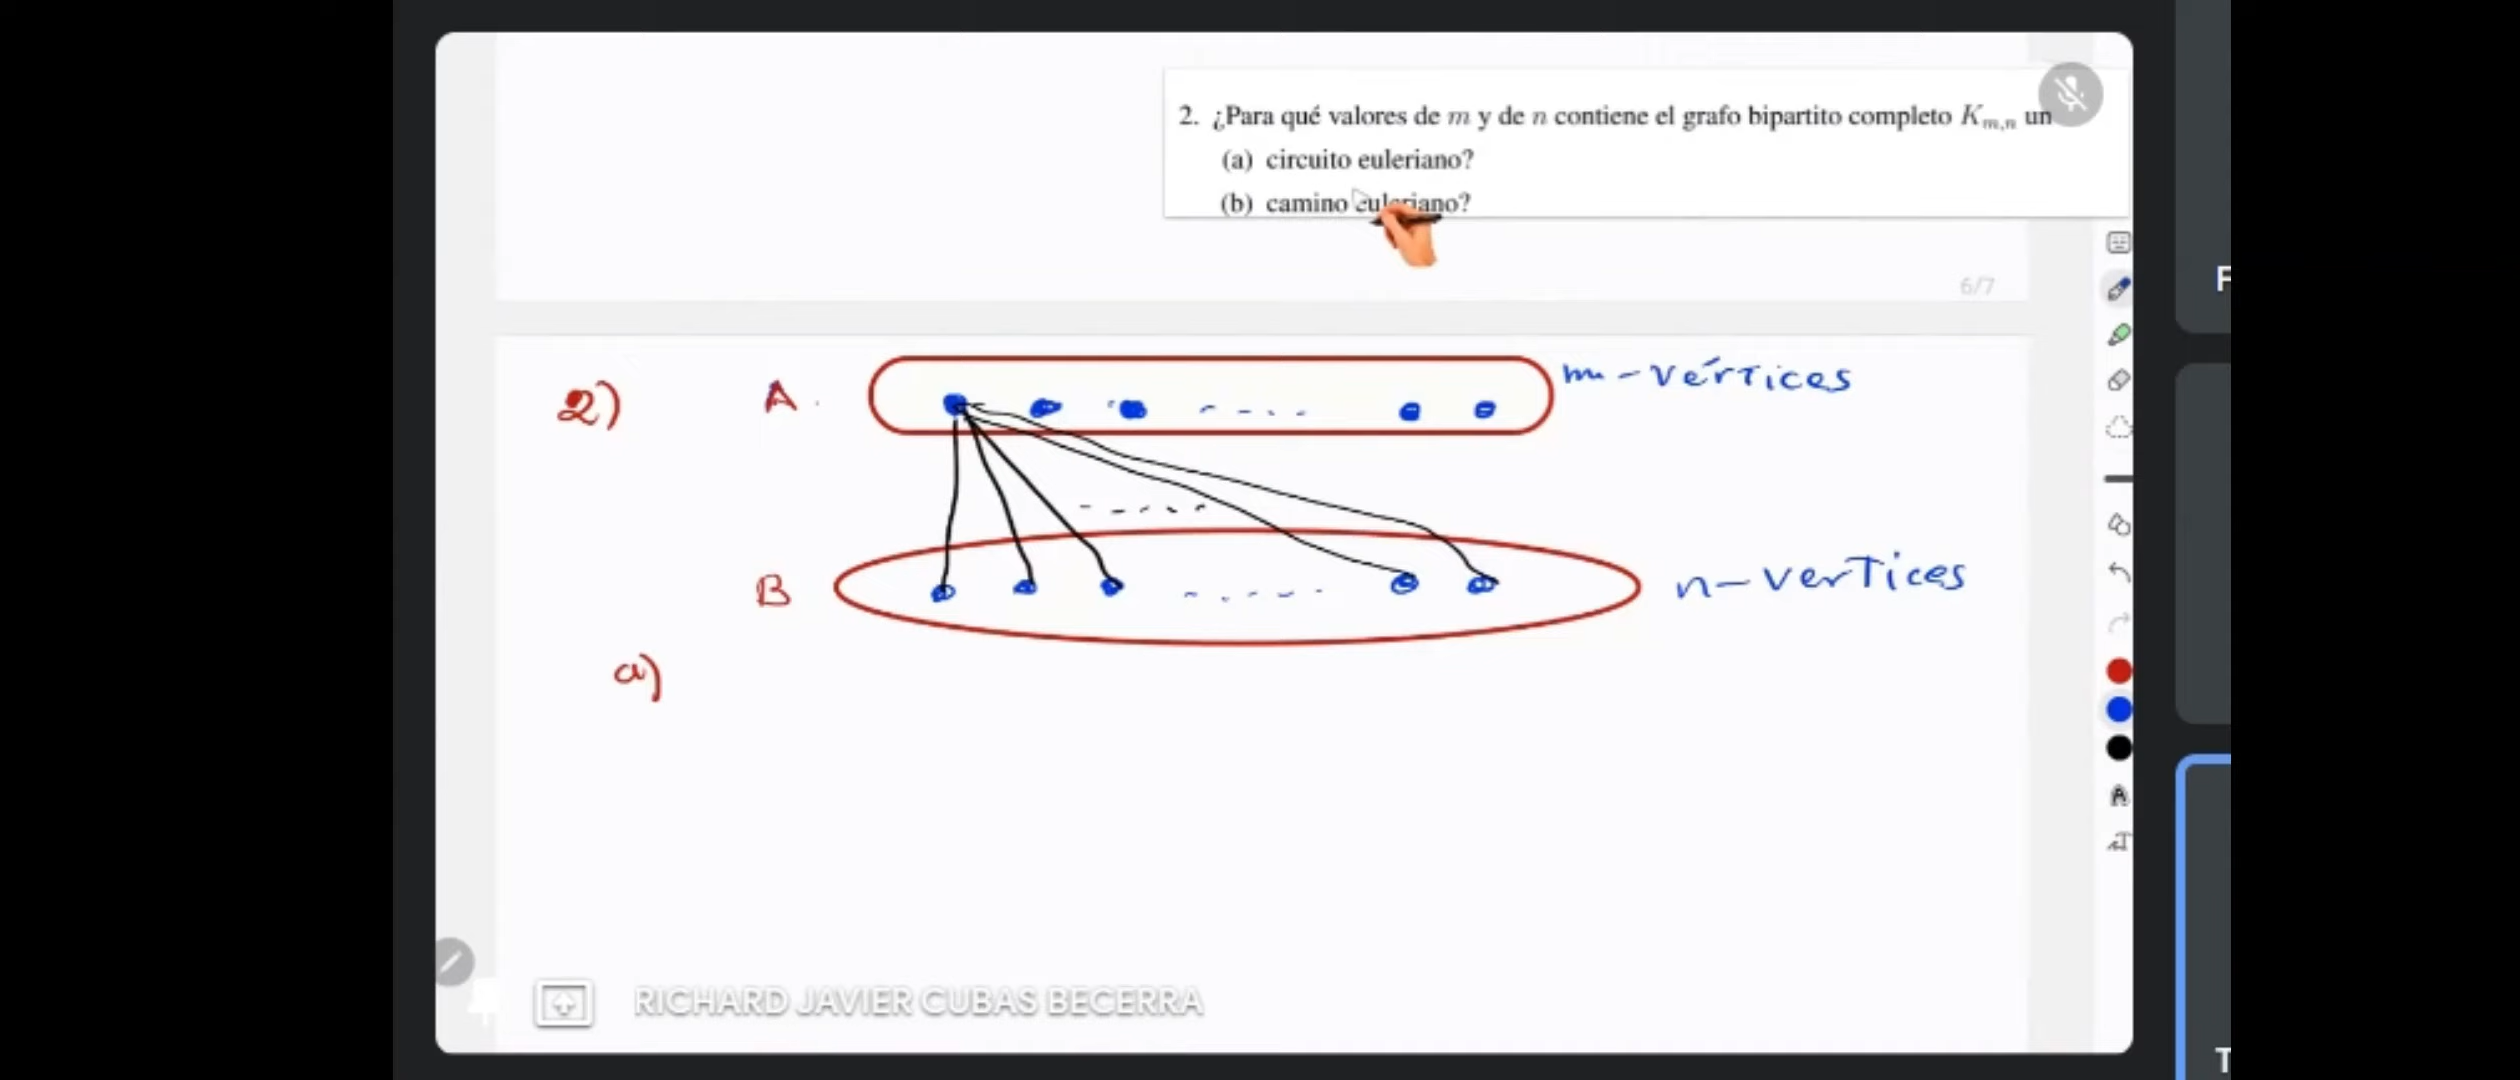 2. ¿Para qué valores de m y de n contiene el grafo bipartito completo Km,n un
(a) circuito euleriano?
(b) camino euleriano?
6/7
2) A. m-vértices
B n-vertices
a)
RICHARD JAVIER CUBAS BECERRA
F
T